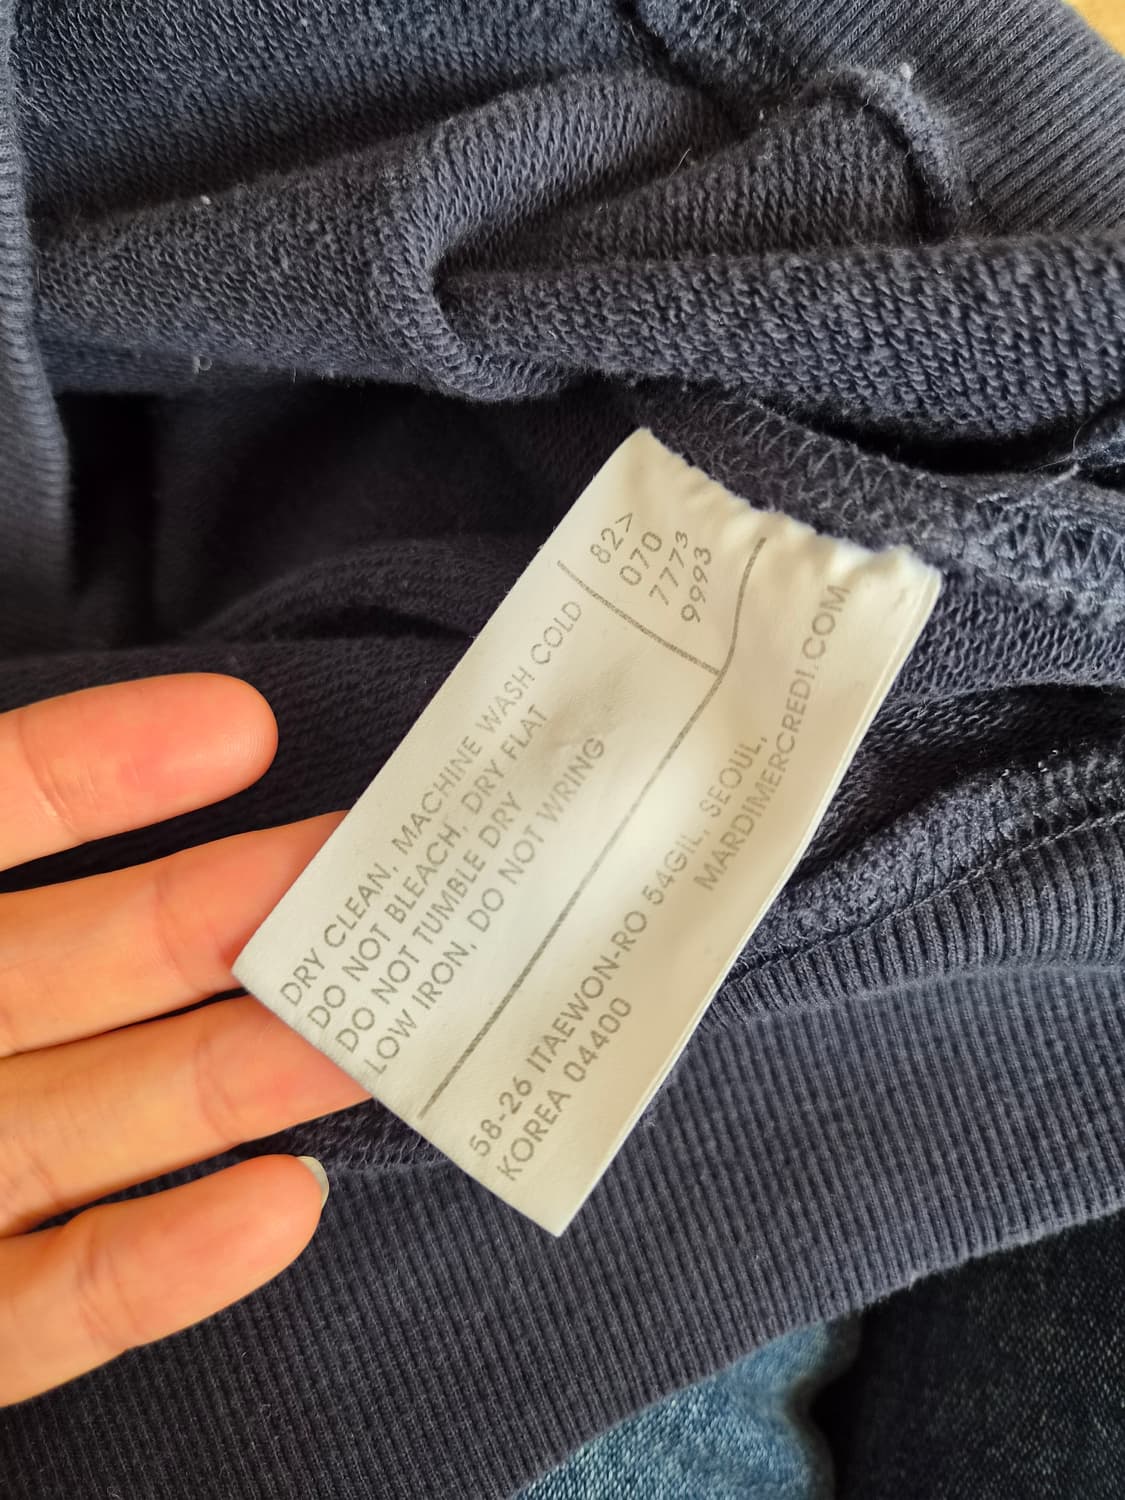 82>
070
7773
9993
DRY CLEAN, MACHINE WASH COLD
DO NOT BLEACH, DRY FLAT
DO NOT TUMBLE DRY
LOW IRON, DO NOT WRING
58-26 ITAEWON-RO 54GIL, SEOUL,
KOREA 04400
MARDIMERCREDI.COM